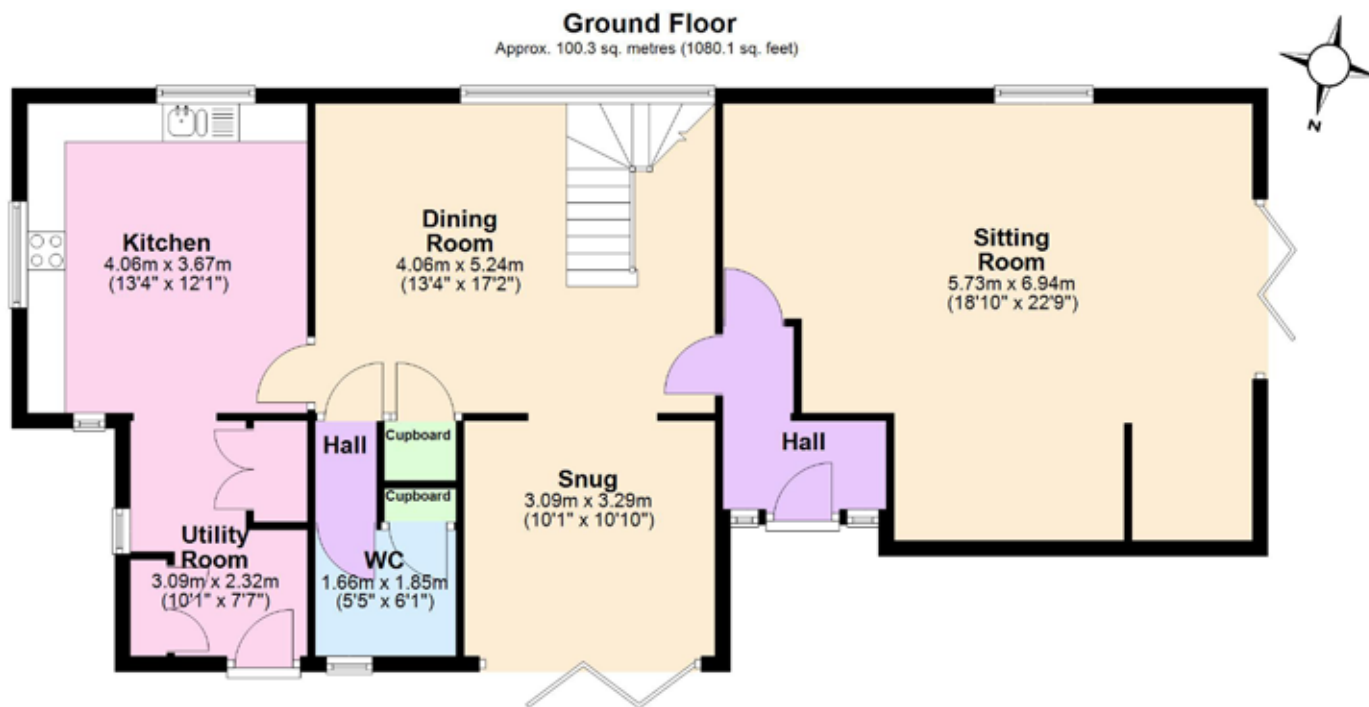 Ground Floor
Approx. 100.3 sq. metres (1080.1 sq. feet)
N
Kitchen
4.06m x 3.67m
(13'4" x 12'1")
Dining
Room
4.06m x 5.24m
(13'4" x 17'2")
Sitting
Room
5.73m x 6.94m
(18'10" x 22'9")
Hall
Cupboard
Cupboard
Snug
3.09m x 3.29m
(10'1" x 10'10")
Hall
Utility
Room
3.09m x 2.32m
(10'1" x 7'7")
WC
1.66m x 1.85m
(5'5" x 6'1")